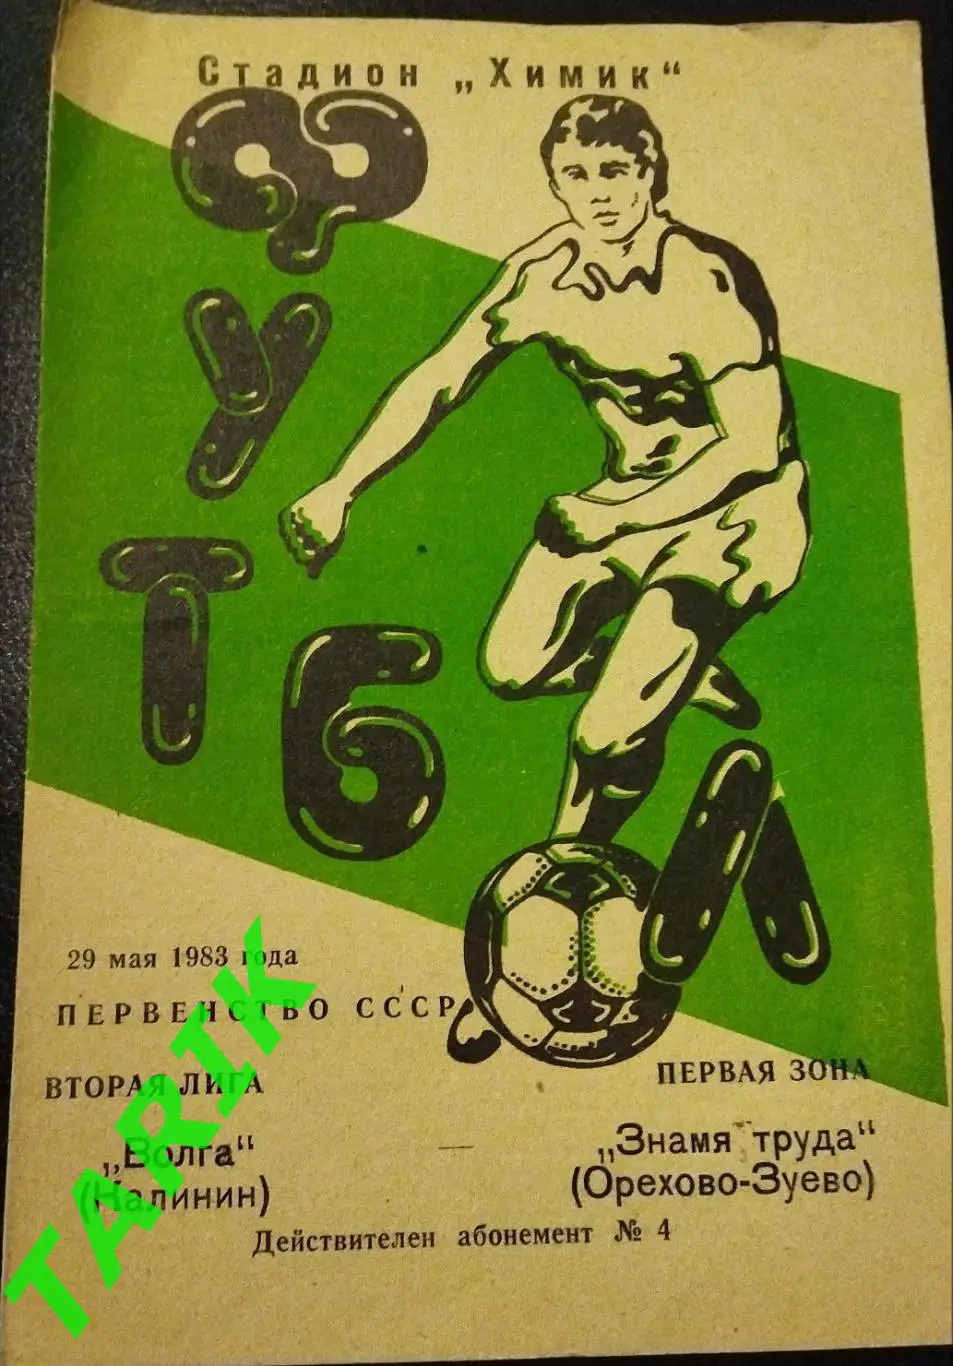 Стадион „Химик“
ФУТБОЛ
29 мая 1983 года
ПЕРВЕНСТВО СССР
ВТОРАЯ ЛИГА
ПЕРВАЯ ЗОНА
„Волга“ — „Знамя труда“
(Калинин) (Орехово-Зуево)
Действителен абонемент № 4
TARIK